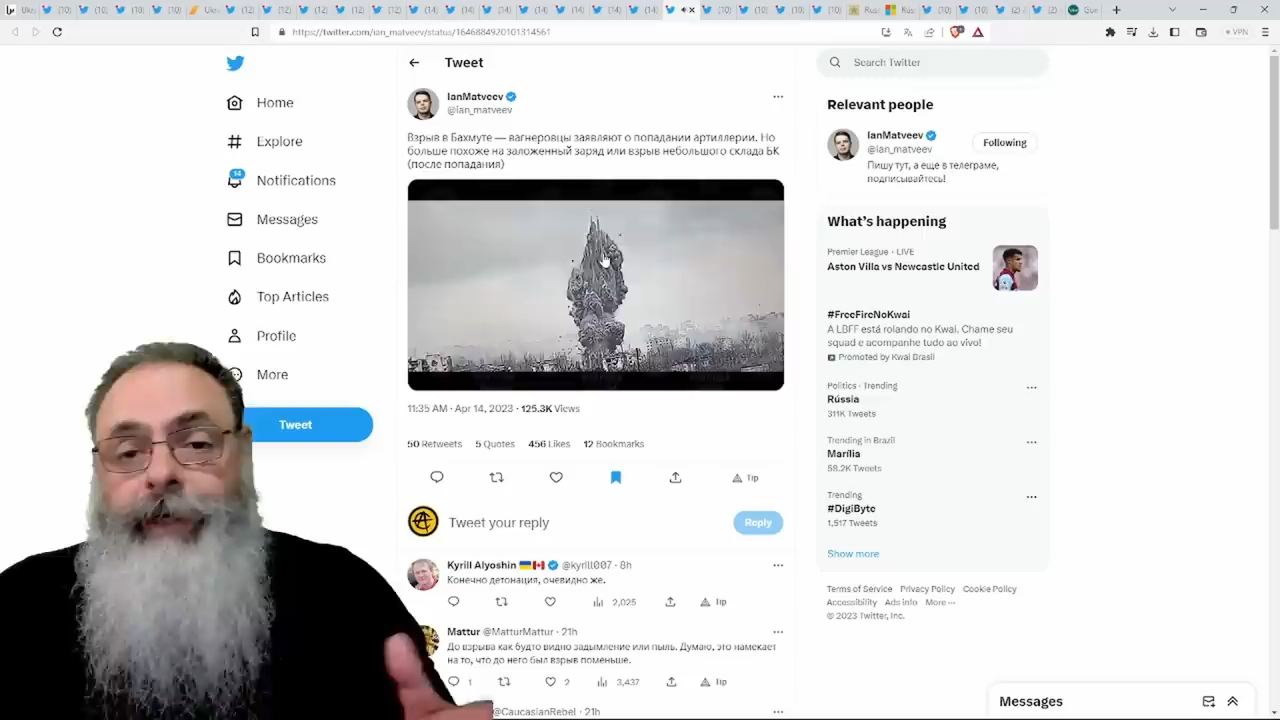 https://twitter.com/ian_matveev/status/1646884920101314561
VPN
Home
Explore
14
Notifications
Messages
Bookmarks
Top Articles
Profile
More
Tweet
Tweet
IanMatveev
@ian_matveev
Взрыв в Бахмуте — вагнеровцы заявляют о попадании артиллерии. Но
больше похоже на заложенный заряд или взрыв небольшого склада БК
(после попадания)
11:35 AM · Apr 14, 2023 · 125.3K Views
50 Retweets 5 Quotes 456 Likes 12 Bookmarks
Tip
Tweet your reply
Reply
Kyrill Alyoshin @kyrill007 · 8h
Конечно детонация, очевидно же.
2,025 Tip
Mattur @MatturMattur · 21h
До взрыва как будто видно задымление или пыль. Думаю, это намекает
на то, что до него был взрыв поменьше.
1 2 3,437 Tip
@CaucasianRebel · 21h
Search Twitter
Relevant people
IanMatveev
@ian_matveev
Following
Пишу тут, а еще в телеграме,
подписывайтесь!
What's happening
Premier League · LIVE
Aston Villa vs Newcastle United
#FreeFireNoKwai
A LBFF está rolando no Kwai. Chame seu
squad e acompanhe tudo ao vivo!
Promoted by Kwai Brasil
Politics · Trending
Rússia
311K Tweets
Trending in Brazil
Marília
58.2K Tweets
Trending
#DigiByte
1,517 Tweets
Show more
Terms of Service Privacy Policy Cookie Policy
Accessibility Ads info More ···
© 2023 Twitter, Inc.
Messages